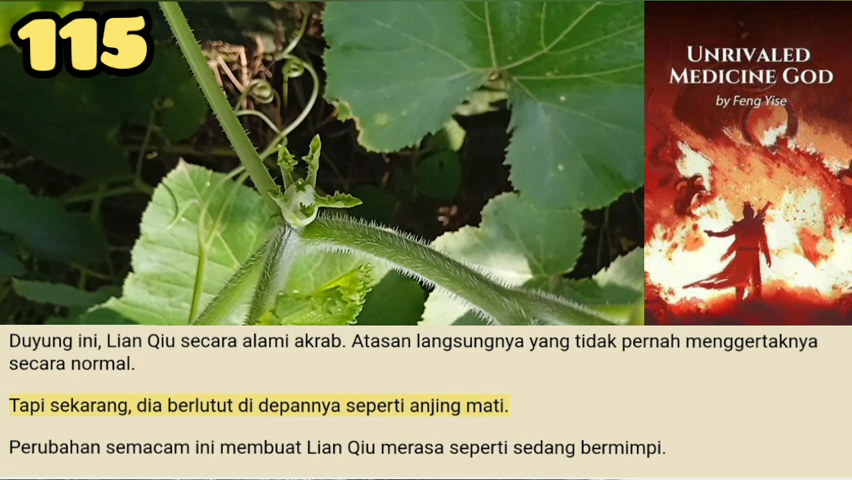 115
UNRIVALED
MEDICINE GOD
by Feng Yise
Duyung ini, Lian Qiu secara alami akrab. Atasan langsungnya yang tidak pernah menggertaknya
secara normal.
Tapi sekarang, dia berlutut di depannya seperti anjing mati.
Perubahan semacam ini membuat Lian Qiu merasa seperti sedang bermimpi.